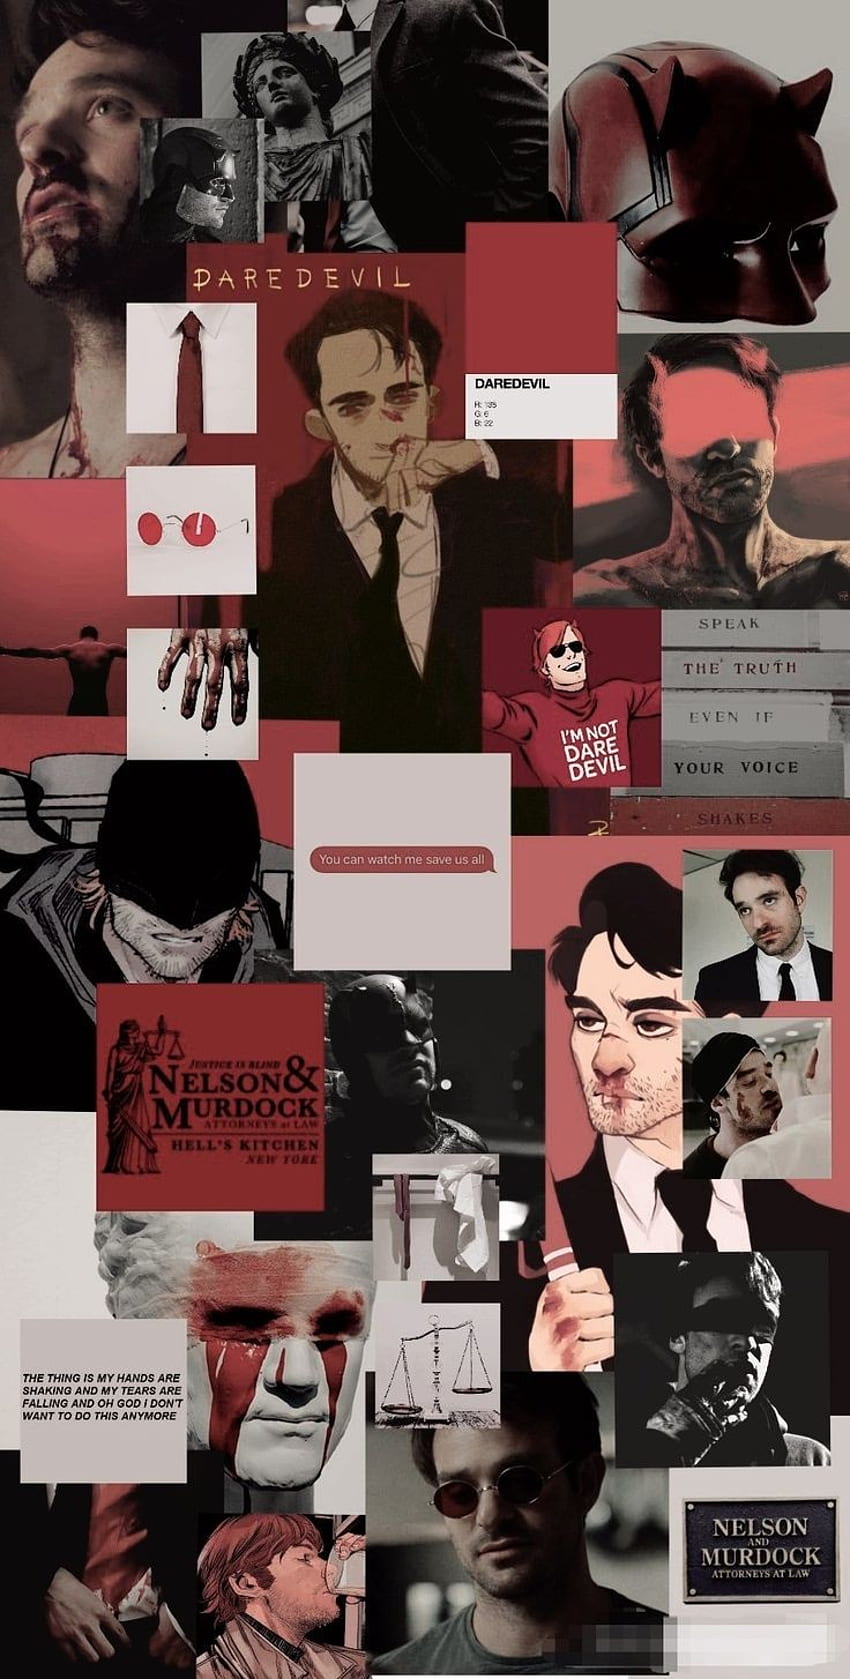 DAREDEVIL
DAREDEVIL
R: 135
G: 6
B: 22
I'M NOT
DARE
DEVIL
SPEAK
THE TRUTH
EVEN IF
YOUR VOICE
SHAKES
You can watch me save us all
JUSTICE IS BLIND
NELSON&
MURDOCK
ATTORNEYS at LAW
HELL'S KITCHEN
NEW YORK
THE THING IS MY HANDS ARE
SHAKING AND MY TEARS ARE
FALLING AND OH GOD I DON'T
WANT TO DO THIS ANYMORE
NELSON
AND
MURDOCK
ATTORNEYS AT LAW